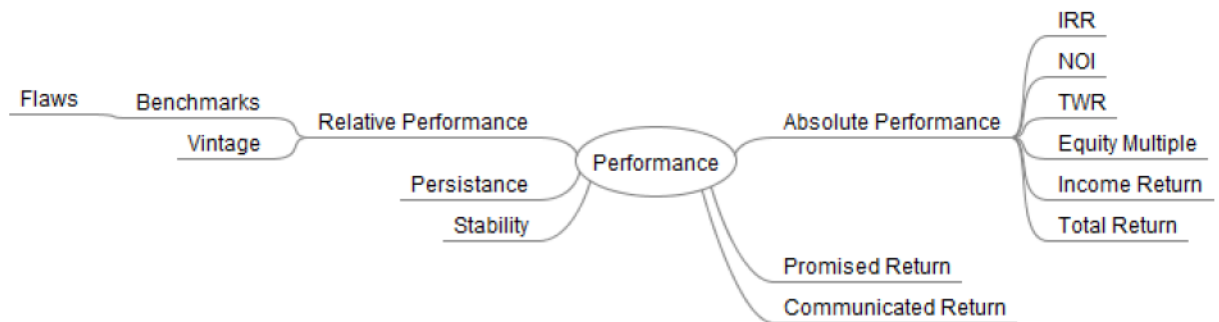 IRR
NOI
Flaws
Benchmarks
TWR
Relative Performance
Absolute Performance
Vintage
Equity Multiple
Performance
Persistance
Income Return
Stability
Total Return
Promised Return
Communicated Return